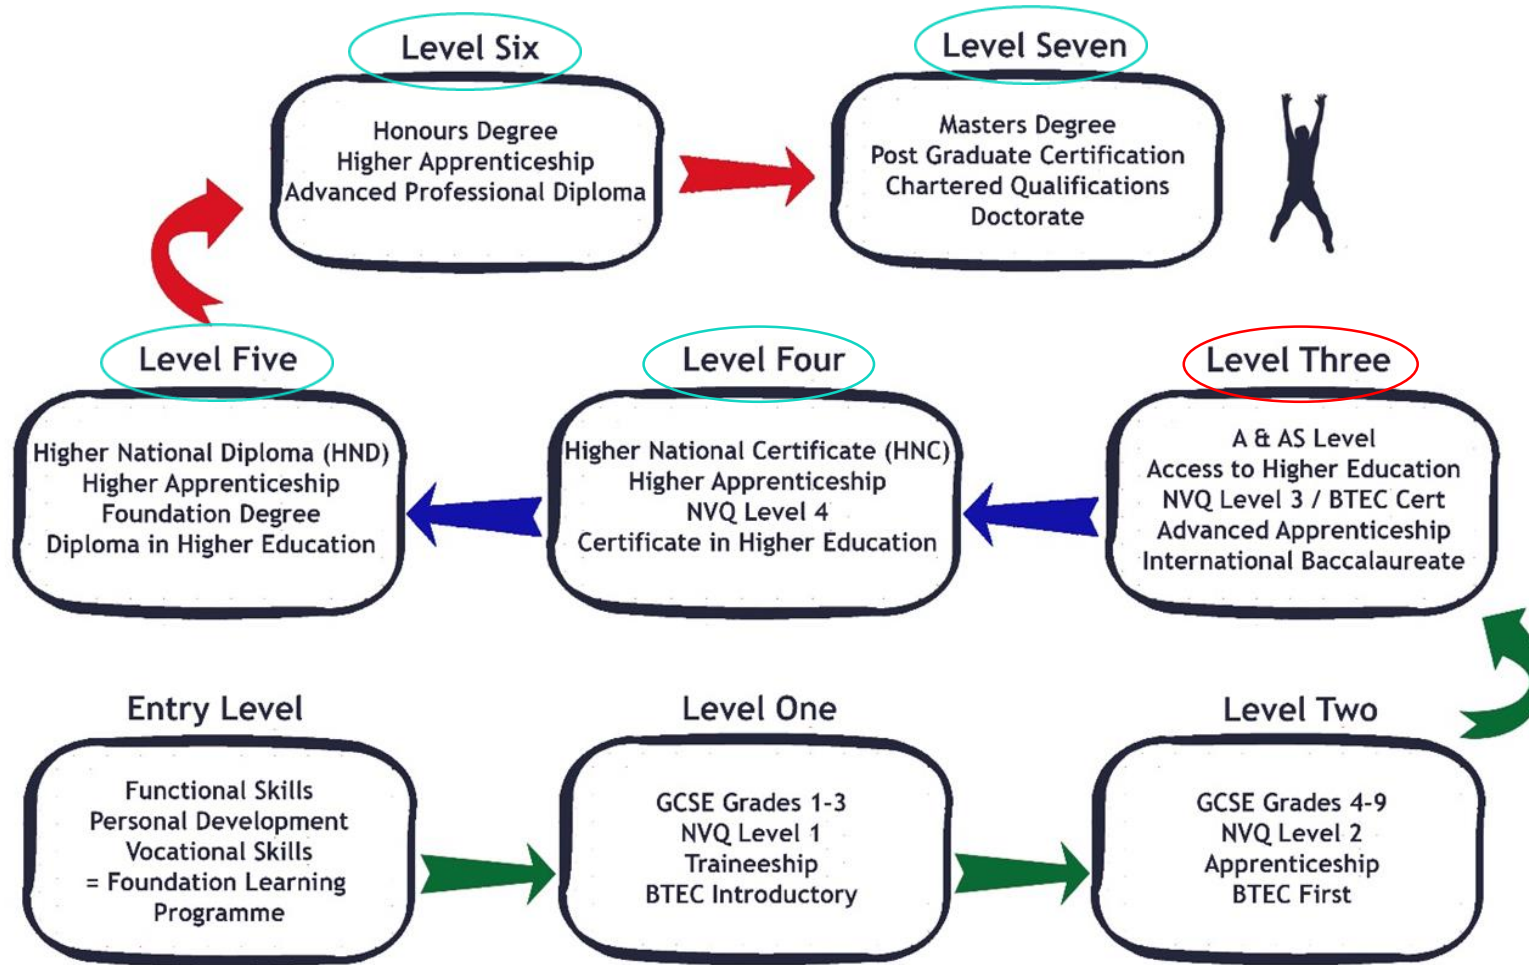 Level Six
Honours Degree
Higher Apprenticeship
Advanced Professional Diploma
Level Seven
Masters Degree
Post Graduate Certification
Chartered Qualifications
Doctorate
Level Five
Higher National Diploma (HND)
Higher Apprenticeship
Foundation Degree
Diploma in Higher Education
Level Four
Higher National Certificate (HNC)
Higher Apprenticeship
NVQ Level 4
Certificate in Higher Education
Level Three
A & AS Level
Access to Higher Education
NVQ Level 3 / BTEC Cert
Advanced Apprenticeship
International Baccalaureate
Entry Level
Functional Skills
Personal Development
Vocational Skills
= Foundation Learning
Programme
Level One
GCSE Grades 1-3
NVQ Level 1
Traineeship
BTEC Introductory
Level Two
GCSE Grades 4-9
NVQ Level 2
Apprenticeship
BTEC First